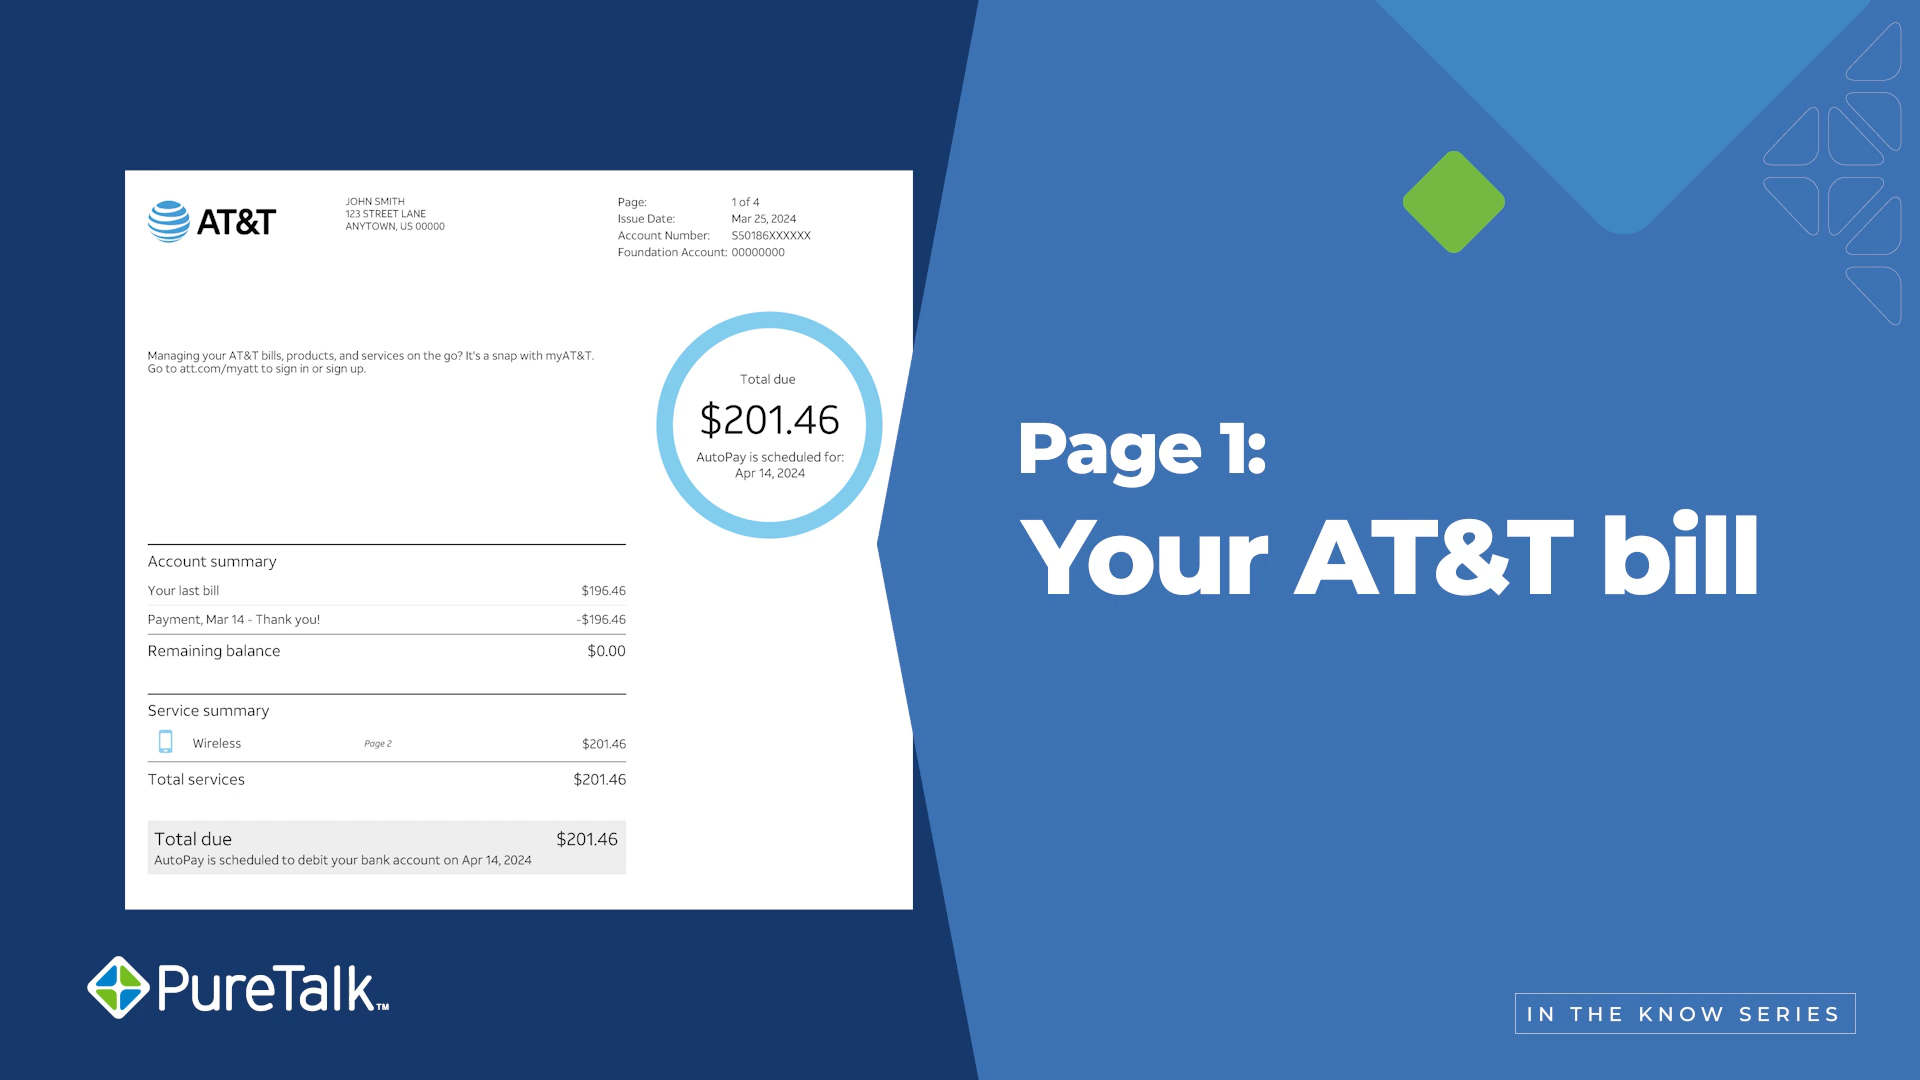 AT&T
JOHN SMITH
123 STREET LANE
ANYTOWN, US 00000
Page: 1 of 4
Issue Date: Mar 25, 2024
Account Number: S50186XXXXXX
Foundation Account: 00000000
Managing your AT&T bills, products, and services on the go? It's a snap with myAT&T.
Go to att.com/myatt to sign in or sign up.
Total due
$201.46
AutoPay is scheduled for:
Apr 14, 2024
Account summary
Your last bill $196.46
Payment, Mar 14 - Thank you! -$196.46
Remaining balance $0.00
Service summary
Wireless Page 2 $201.46
Total services $201.46
Total due $201.46
AutoPay is scheduled to debit your bank account on Apr 14, 2024
Page 1:
Your AT&T bill
PureTalk™
IN THE KNOW SERIES